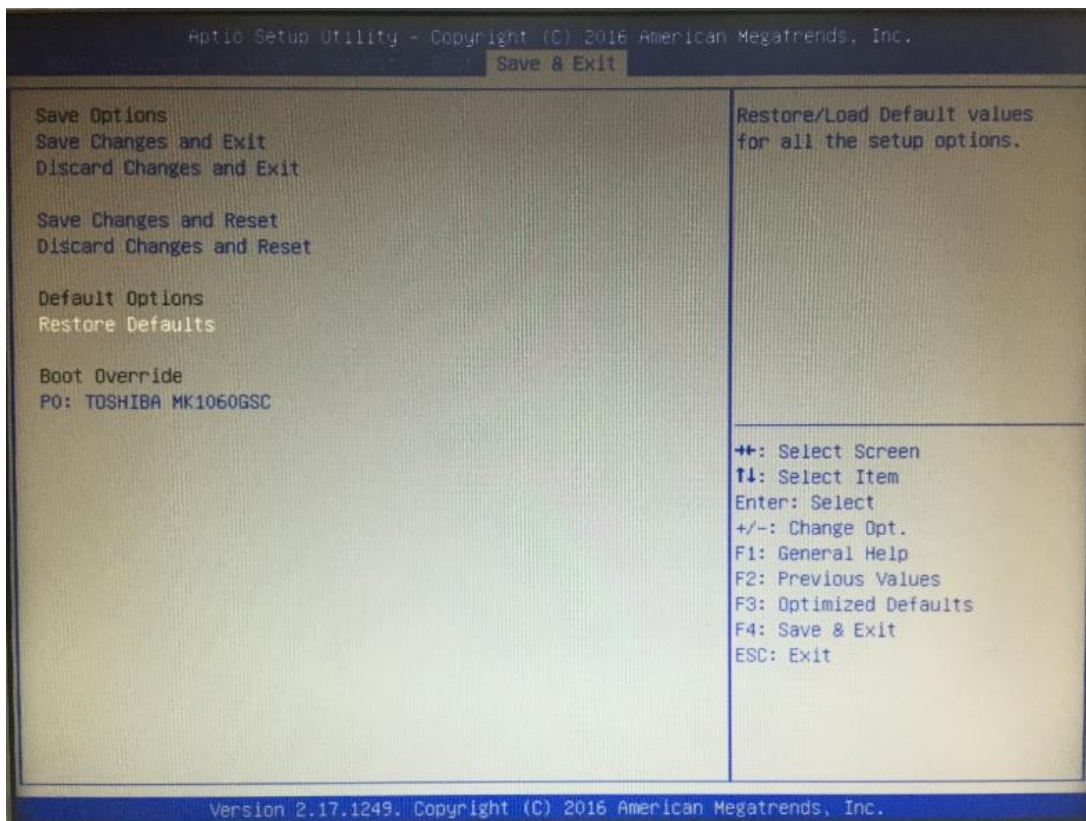 Aptio Setup Utility - Copyright (C) 2016 American Megatrends, Inc.
Save & Exit
Save Options
Save Changes and Exit
Discard Changes and Exit
Save Changes and Reset
Discard Changes and Reset
Default Options
Restore Defaults
Boot Override
P0: TOSHIBA MK1060GSC
Restore/Load Default values
for all the setup options.
→←: Select Screen
↑↓: Select Item
Enter: Select
+/-: Change Opt.
F1: General Help
F2: Previous Values
F3: Optimized Defaults
F4: Save & Exit
ESC: Exit
Version 2.17.1249. Copyright (C) 2016 American Megatrends, Inc.